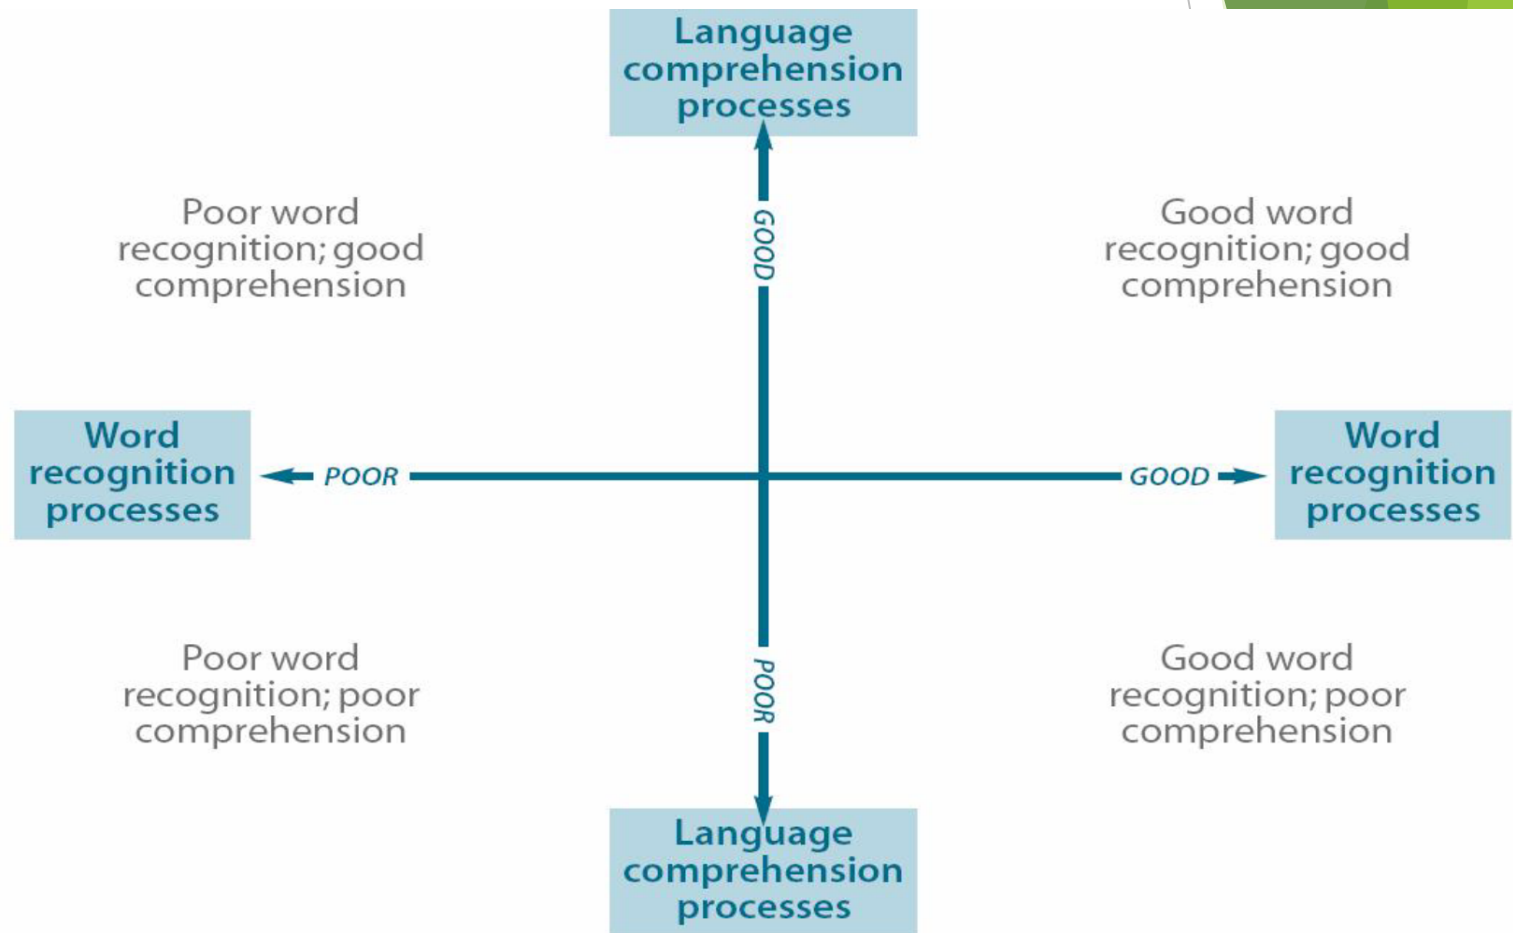 Language
comprehension
processes
GOOD
Poor word
recognition; good
comprehension
Good word
recognition; good
comprehension
Word
recognition
processes
POOR
GOOD
Word
recognition
processes
Poor word
recognition; poor
comprehension
POOR
Good word
recognition; poor
comprehension
Language
comprehension
processes